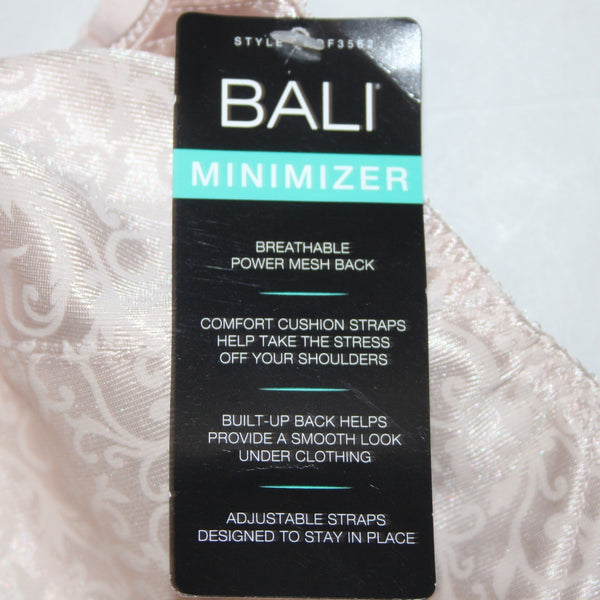 STYLE F3562
BALI®
MINIMIZER
BREATHABLE
POWER MESH BACK
COMFORT CUSHION STRAPS
HELP TAKE THE STRESS
OFF YOUR SHOULDERS
BUILT-UP BACK HELPS
PROVIDE A SMOOTH LOOK
UNDER CLOTHING
ADJUSTABLE STRAPS
DESIGNED TO STAY IN PLACE